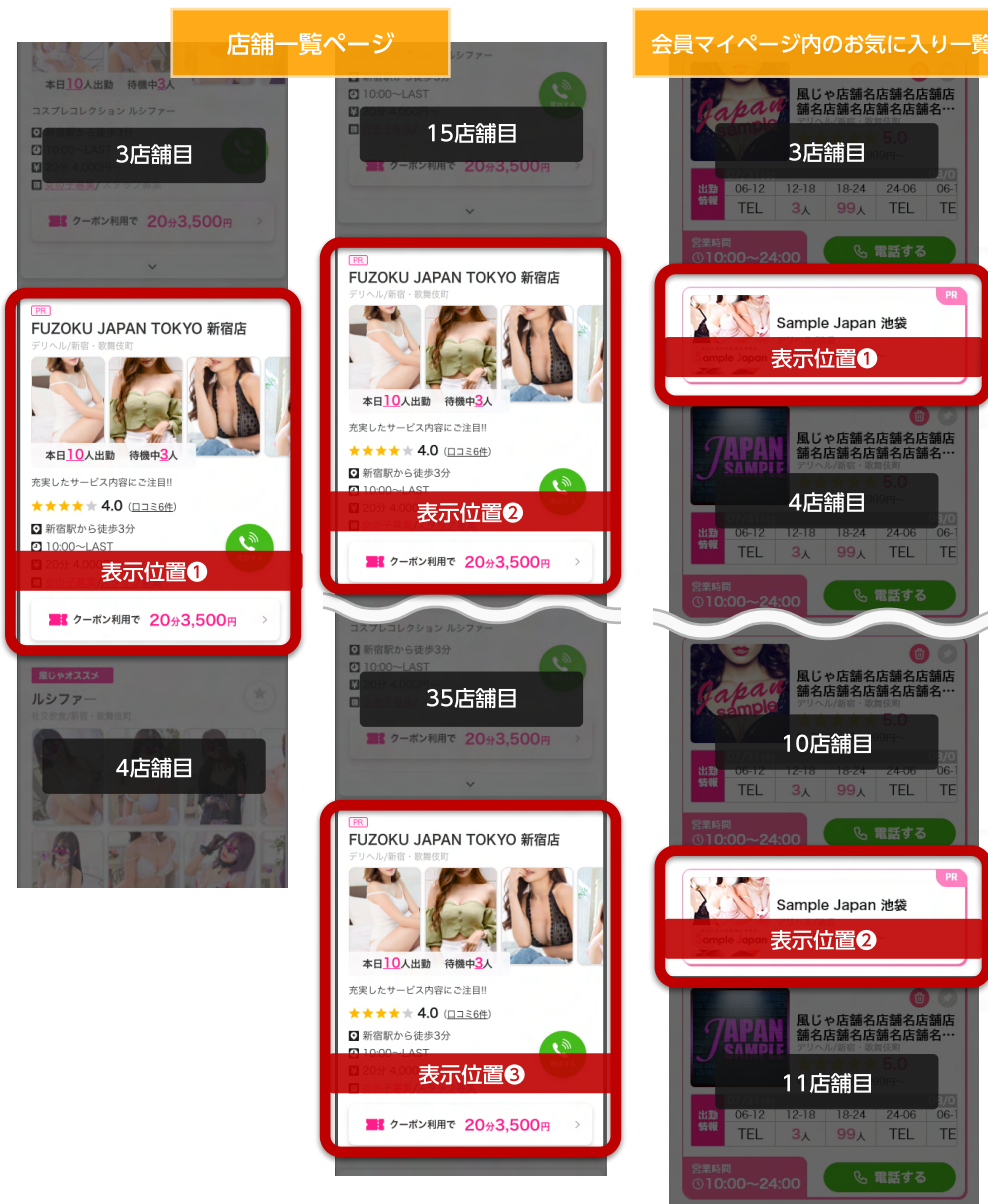 店舗一覧ページ
本日10人出勤 待機中3人
コスプレコレクション ルシファー
3店舗目
クーポン利用で 20分3,500円
PR
FUZOKU JAPAN TOKYO 新宿店
デリヘル/新宿・歌舞伎町
本日10人出勤 待機中3人
充実したサービス内容にご注目!!
★★★★★ 4.0 (口コミ6件)
新宿駅から徒歩3分
10:00〜LAST
表示位置❶
クーポン利用で 20分3,500円
風じゃオススメ
ルシファー
社交飲食/新宿・歌舞伎町
4店舗目
10:00〜LAST
15店舗目
クーポン利用で 20分3,500円
PR
FUZOKU JAPAN TOKYO 新宿店
デリヘル/新宿・歌舞伎町
本日10人出勤 待機中3人
充実したサービス内容にご注目!!
★★★★★ 4.0 (口コミ6件)
新宿駅から徒歩3分
10:00〜LAST
表示位置❷
クーポン利用で 20分3,500円
コスプレコレクション ルシファー
新宿駅から徒歩3分
10:00〜LAST
35店舗目
クーポン利用で 20分3,500円
PR
FUZOKU JAPAN TOKYO 新宿店
デリヘル/新宿・歌舞伎町
本日10人出勤 待機中3人
充実したサービス内容にご注目!!
★★★★★ 4.0 (口コミ6件)
新宿駅から徒歩3分
10:00〜LAST
表示位置❸
クーポン利用で 20分3,500円
会員マイページ内のお気に入り一覧
Japan
sample
風じゃ店舗名店舗名店舗店
舗名店舗名店舗名店舗名…
5.0
3店舗目
出勤情報 06-12 12-18 18-24 24-06 06-1
TEL 3人 99人 TEL TE
営業時間
10:00〜24:00
電話する
PR
Sample Japan 池袋
Sample Japan
表示位置❶
JAPAN
SAMPLE
風じゃ店舗名店舗名店舗店
舗名店舗名店舗名店舗名…
デリヘル/新宿・歌舞伎町
5.0
4店舗目
出勤情報 06-12 12-18 18-24 24-06 06-1
TEL 3人 99人 TEL TE
営業時間
10:00〜24:00
電話する
Japan
sample
風じゃ店舗名店舗名店舗店
舗名店舗名店舗名店舗名…
デリヘル/新宿・歌舞伎町
5.0
10店舗目
出勤情報 06-12 12-18 18-24 24-06 06-1
TEL 3人 99人 TEL TE
営業時間
10:00〜24:00
電話する
PR
Sample Japan 池袋
Sample Japan
表示位置❷
JAPAN
SAMPLE
風じゃ店舗名店舗名店舗店
舗名店舗名店舗名店舗名…
デリヘル/新宿・歌舞伎町
5.0
11店舗目
出勤情報 06-12 12-18 18-24 24-06 06-1
TEL 3人 99人 TEL TE
営業時間
10:00〜24:00
電話する